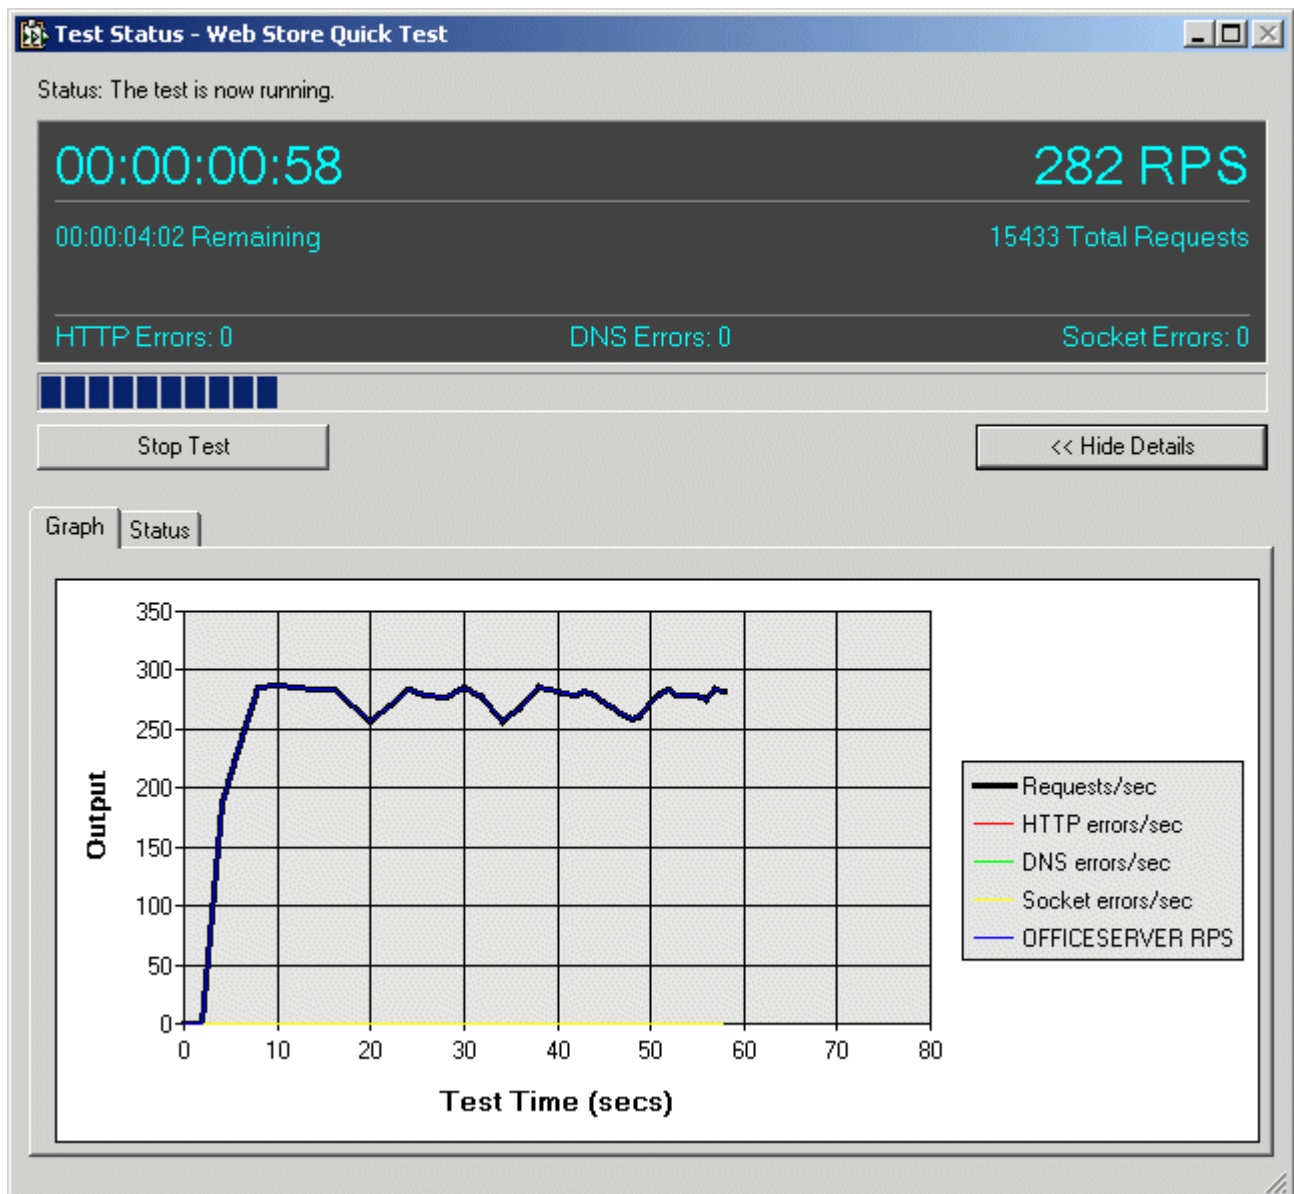 Test Status - Web Store Quick Test
Status: The test is now running.
00:00:00:58
282 RPS
00:00:04:02 Remaining
15433 Total Requests
HTTP Errors: 0
DNS Errors: 0
Socket Errors: 0
Stop Test
<< Hide Details
Graph
Status
350
300
250
200
150
100
50
0
Output
0 10 20 30 40 50 60 70 80
Test Time (secs)
Requests/sec
HTTP errors/sec
DNS errors/sec
Socket errors/sec
OFFICESERVER RPS